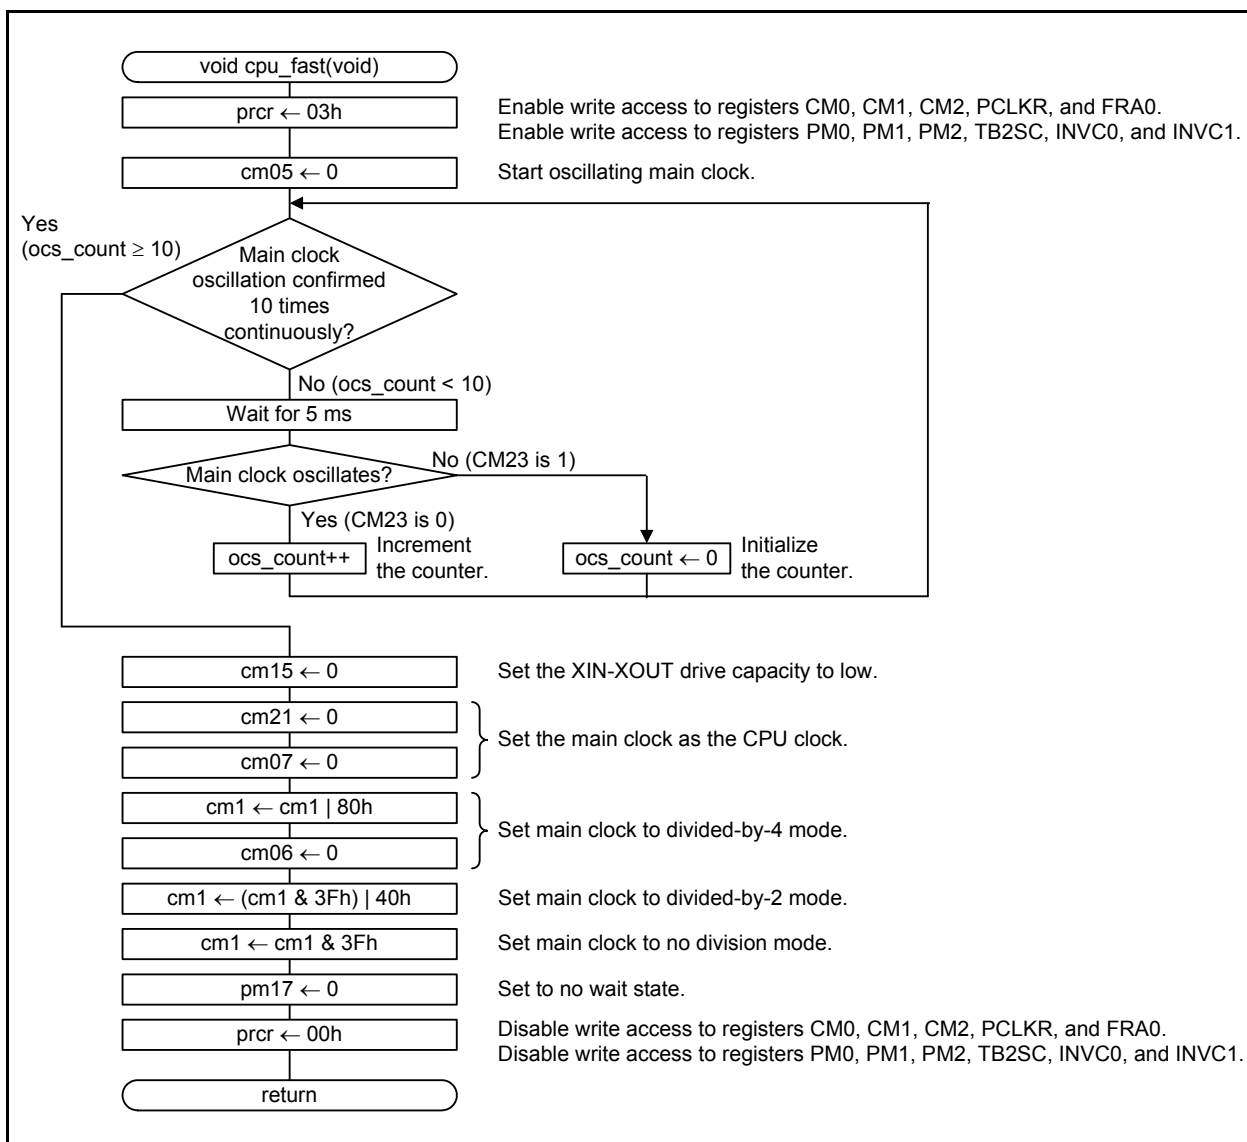 void cpu_fast(void)
prcr ← 03h
Enable write access to registers CM0, CM1, CM2, PCLKR, and FRA0.
Enable write access to registers PM0, PM1, PM2, TB2SC, INVC0, and INVC1.
cm05 ← 0
Start oscillating main clock.
Yes
(ocs_count ≥ 10)
Main clock
oscillation confirmed
10 times
continuously?
No (ocs_count < 10)
Wait for 5 ms
Main clock oscillates?
No (CM23 is 1)
Yes (CM23 is 0)
ocs_count++
Increment
the counter.
ocs_count ← 0
Initialize
the counter.
cm15 ← 0
Set the XIN-XOUT drive capacity to low.
cm21 ← 0
cm07 ← 0
Set the main clock as the CPU clock.
cm1 ← cm1 | 80h
cm06 ← 0
Set main clock to divided-by-4 mode.
cm1 ← (cm1 & 3Fh) | 40h
Set main clock to divided-by-2 mode.
cm1 ← cm1 & 3Fh
Set main clock to no division mode.
pm17 ← 0
Set to no wait state.
prcr ← 00h
Disable write access to registers CM0, CM1, CM2, PCLKR, and FRA0.
Disable write access to registers PM0, PM1, PM2, TB2SC, INVC0, and INVC1.
return